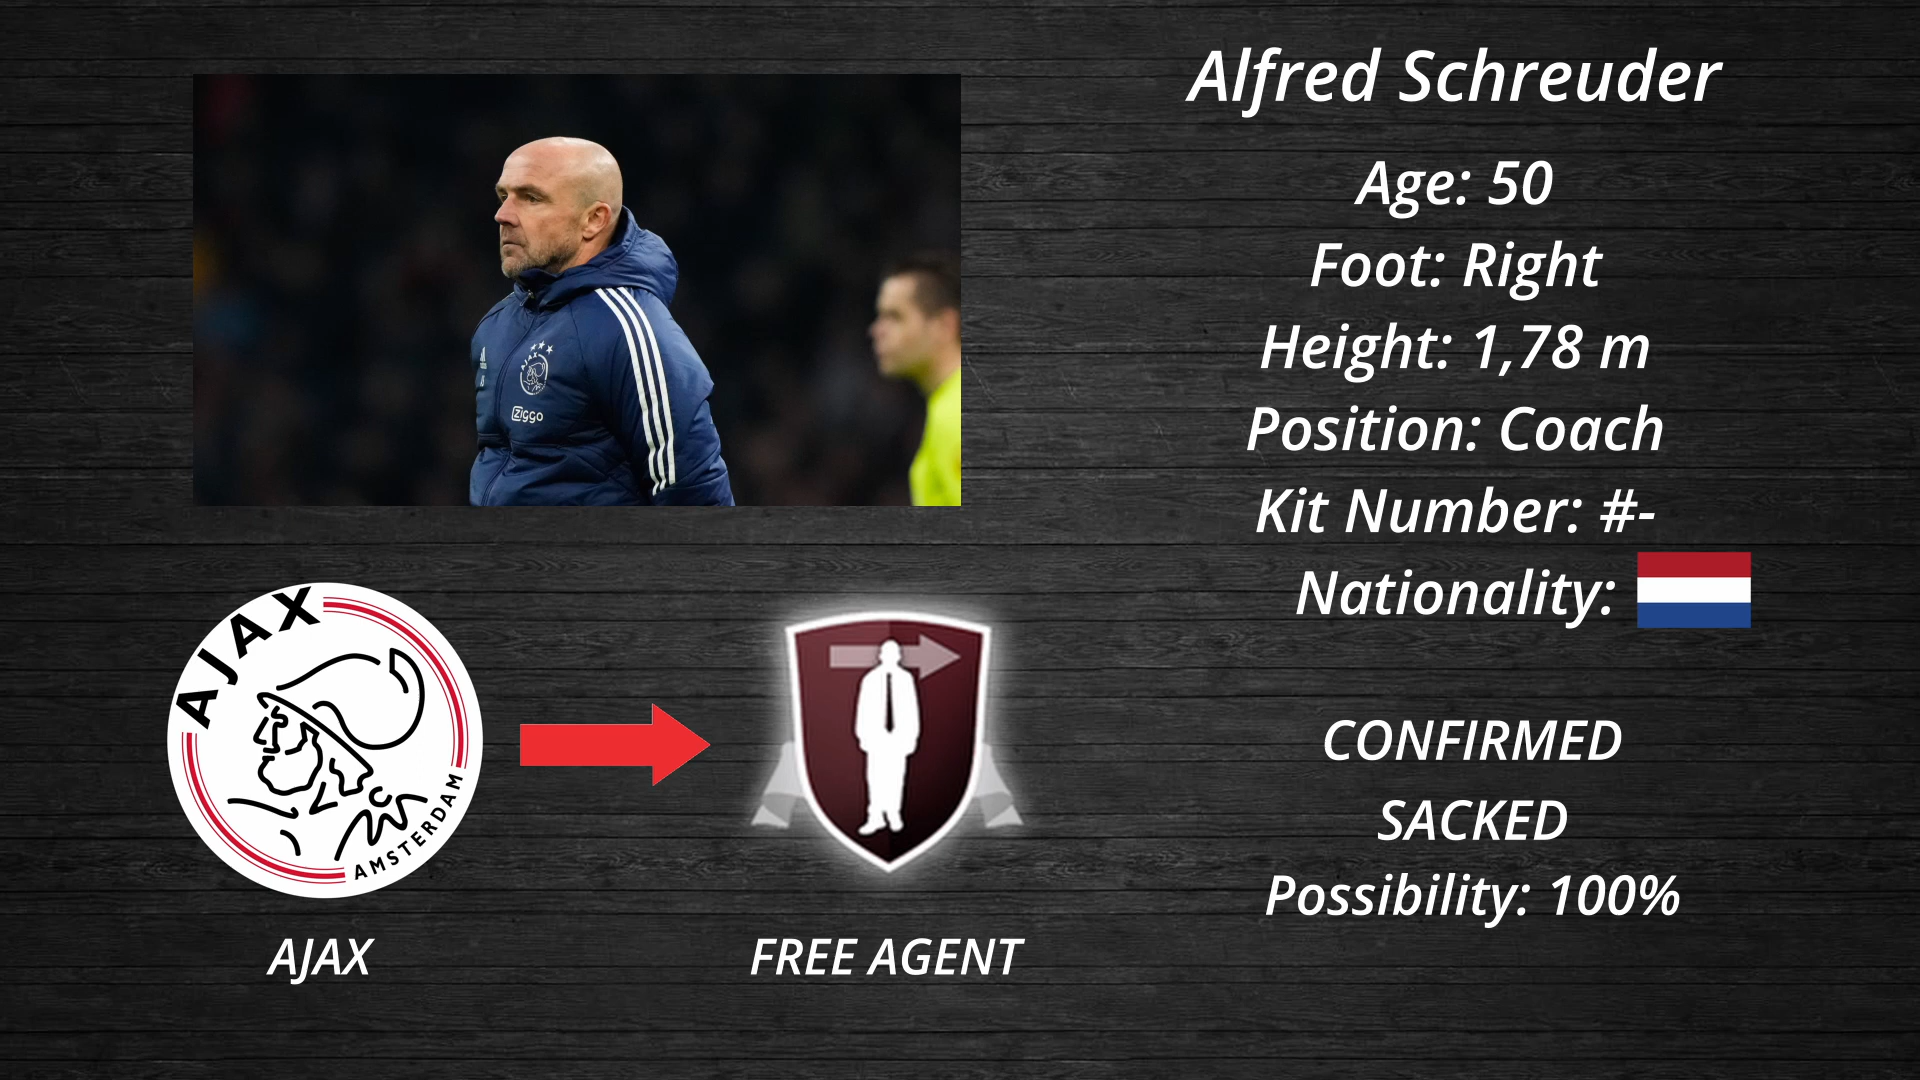 Alfred Schreuder
Age: 50
Foot: Right
Height: 1,78 m
Position: Coach
Kit Number: #-
Nationality:
Ziggo
AJAX
AJAX
AMSTERDAM
CONFIRMED
SACKED
Possibility: 100%
AJAX
FREE AGENT